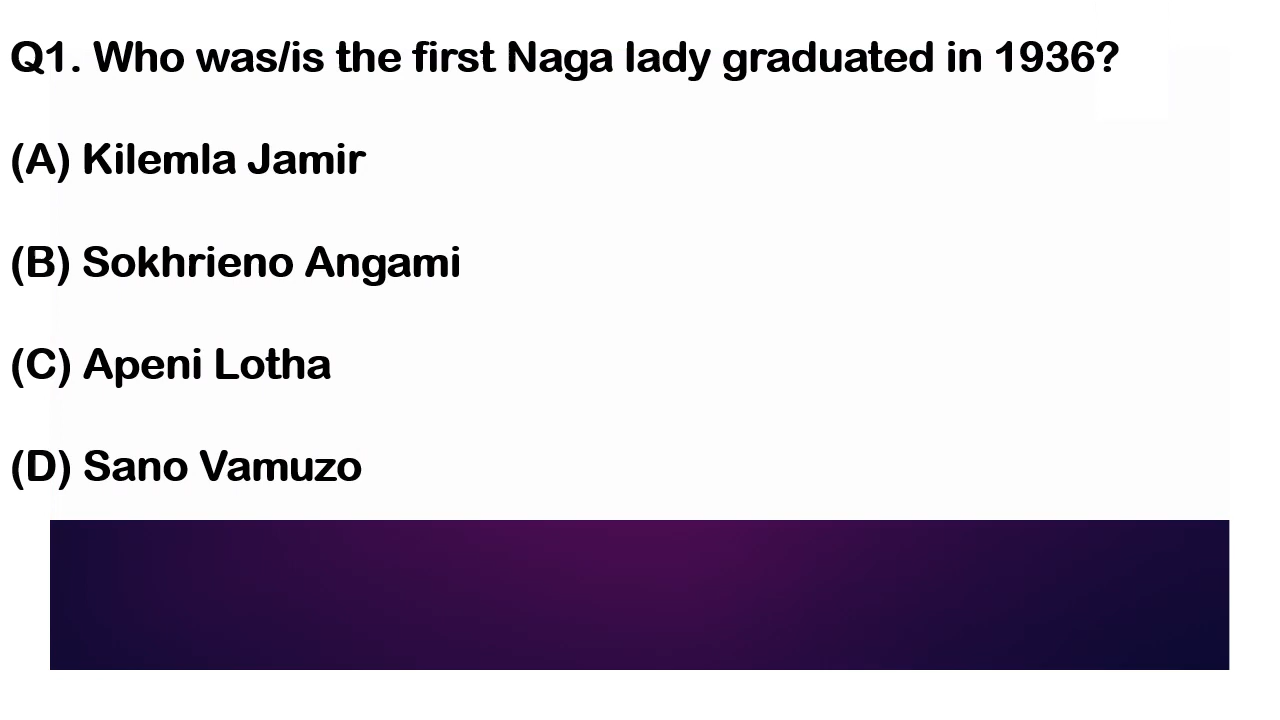 Q1. Who was/is the first Naga lady graduated in 1936?
(A) Kilemla Jamir
(B) Sokhrieno Angami
(C) Apeni Lotha
(D) Sano Vamuzo